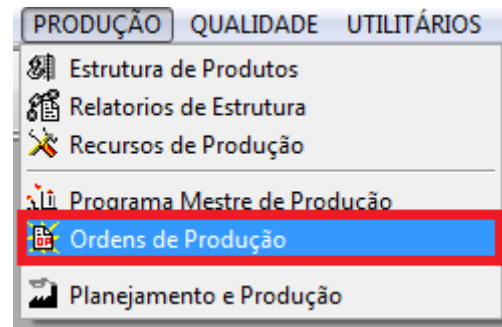 PRODUÇÃO QUALIDADE UTILITÁRIOS
Estrutura de Produtos
Relatorios de Estrutura
Recursos de Produção
Programa Mestre de Produção
Ordens de Produção
Planejamento e Produção